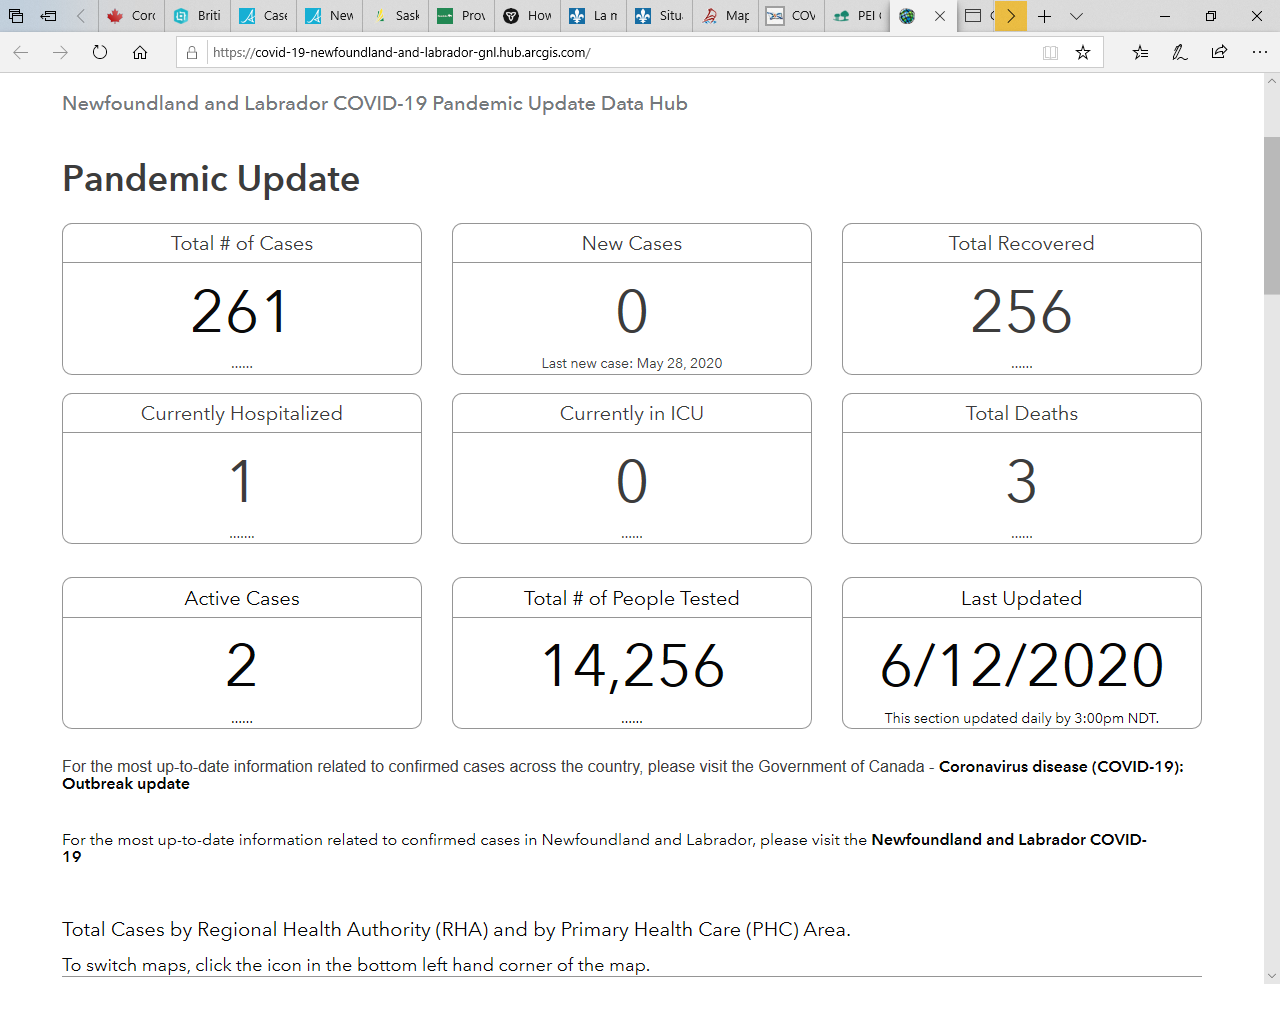 Corc
Briti
Case
New
Sask
Prov
How
La n
Situ
Map
COV
PEI
https://covid-19-newfoundland-and-labrador-gnl.hub.arcgis.com/
Newfoundland and Labrador COVID-19 Pandemic Update Data Hub
Pandemic Update
Total # of Cases
261
......
New Cases
0
Last new case: May 28, 2020
Total Recovered
256
......
Currently Hospitalized
1
.......
Currently in ICU
0
......
Total Deaths
3
......
Active Cases
2
......
Total # of People Tested
14,256
......
Last Updated
6/12/2020
This section updated daily by 3:00pm NDT.
For the most up-to-date information related to confirmed cases across the country, please visit the Government of Canada - Coronavirus disease (COVID-19):
Outbreak update
For the most up-to-date information related to confirmed cases in Newfoundland and Labrador, please visit the Newfoundland and Labrador COVID-
19
Total Cases by Regional Health Authority (RHA) and by Primary Health Care (PHC) Area.
To switch maps, click the icon in the bottom left hand corner of the map.